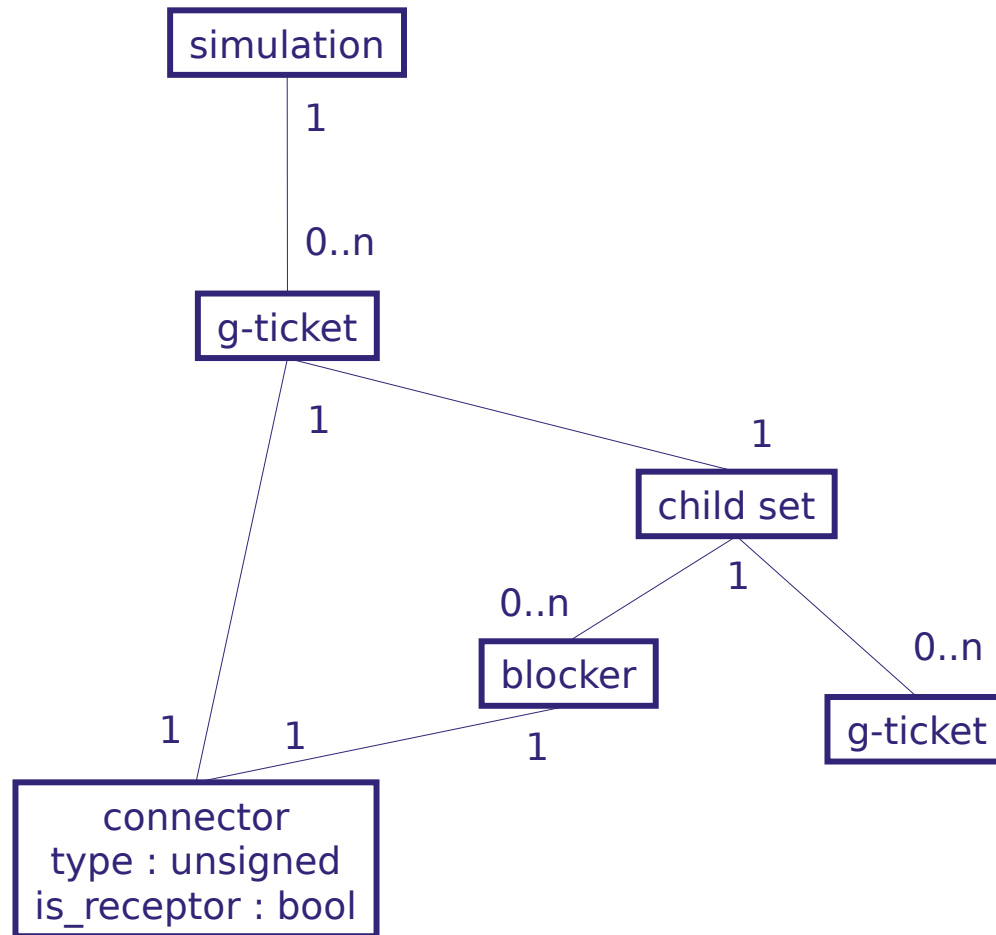 simulation
1
0..n
g-ticket
1
1
child set
1
0..n
0..n
blocker
g-ticket
1
1
1
connector
type : unsigned
is_receptor : bool